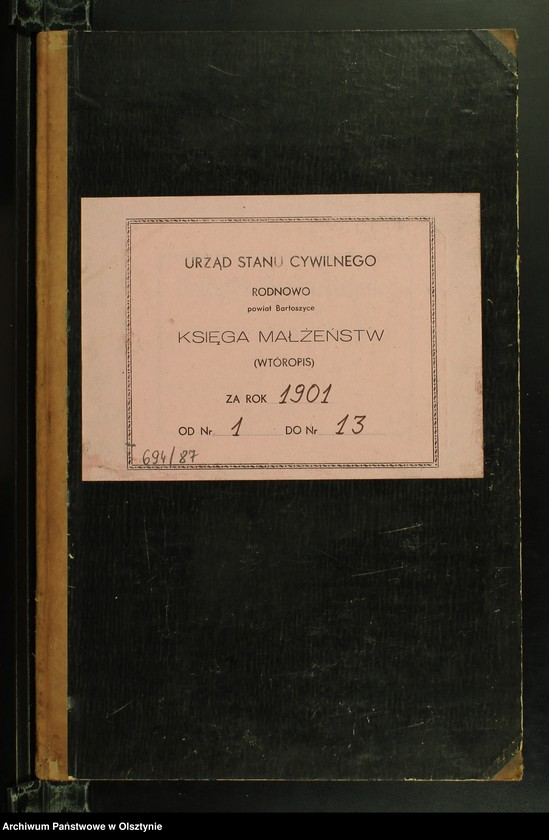 URZĄD STANU CYWILNEGO
RODNOWO
powiat Bartoszyce
KSIĘGA MAŁŻEŃSTW
(WTÓROPIS)
ZA ROK 1901
OD Nr 1 DO Nr 13
694/87
Archiwum Państwowe w Olsztynie